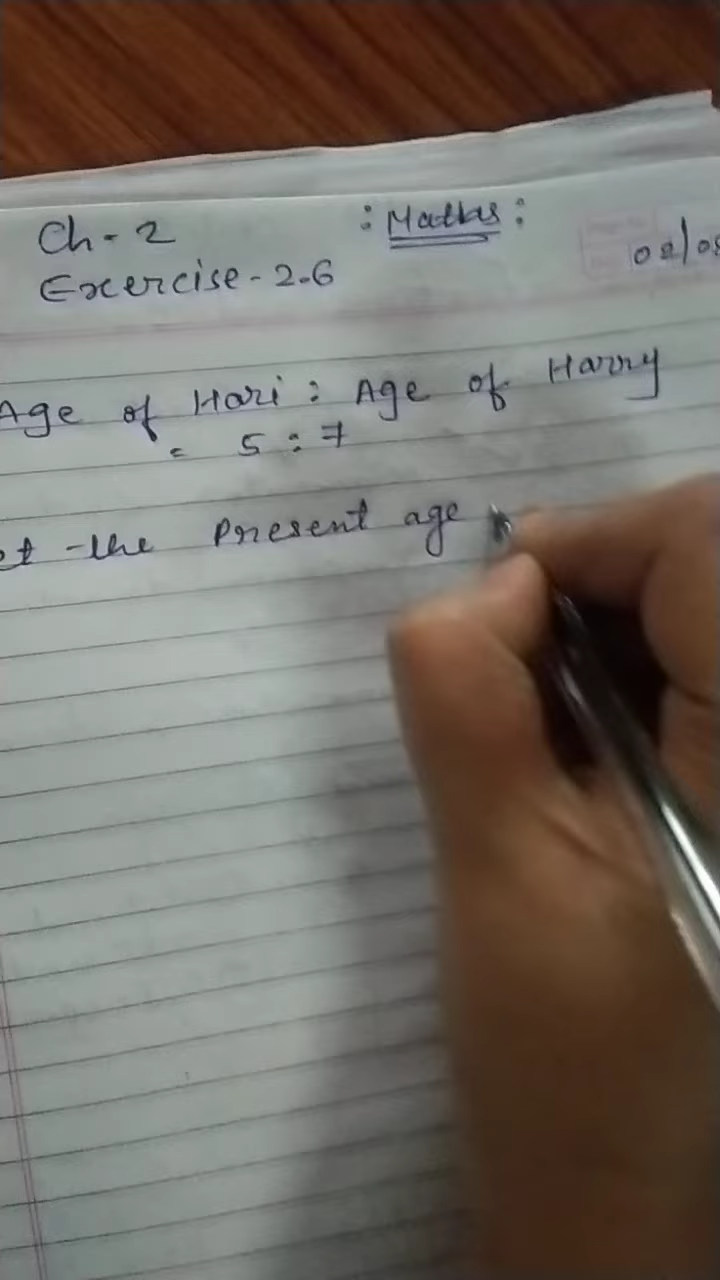 : Maths :
Ch - 2
Exercise - 2.6
Age of Hari : Age of Harry
= 5 : 7
the Present age